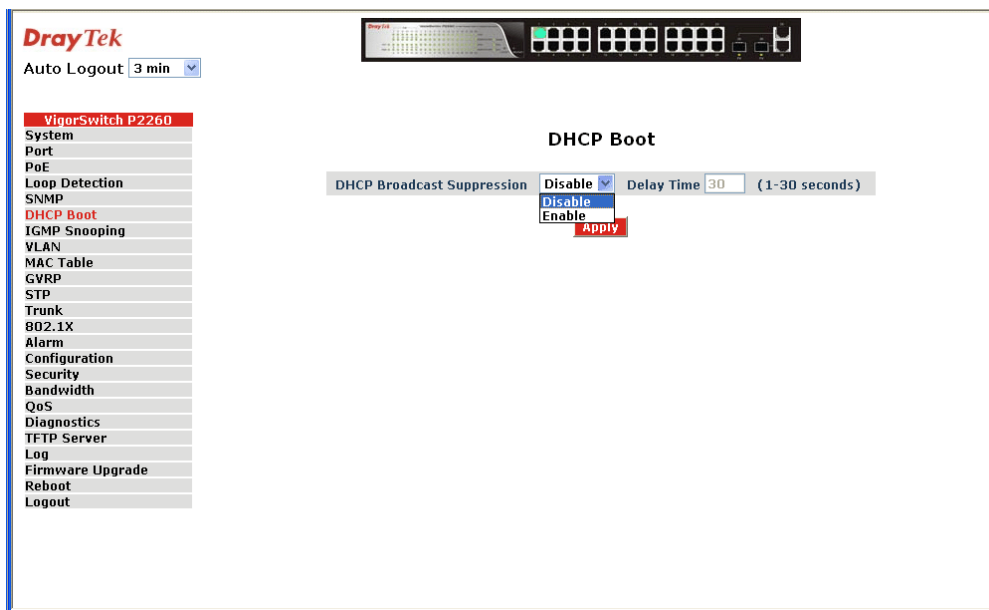 DrayTek
DrayTek
Auto Logout 3 min
VigorSwitch P2260
System
Port
PoE
Loop Detection
SNMP
DHCP Boot
IGMP Snooping
VLAN
MAC Table
GVRP
STP
Trunk
802.1X
Alarm
Configuration
Security
Bandwidth
QoS
Diagnostics
TFTP Server
Log
Firmware Upgrade
Reboot
Logout
DHCP Boot
DHCP Broadcast Suppression Disable Delay Time 30 (1-30 seconds)
Disable
Enable
Apply